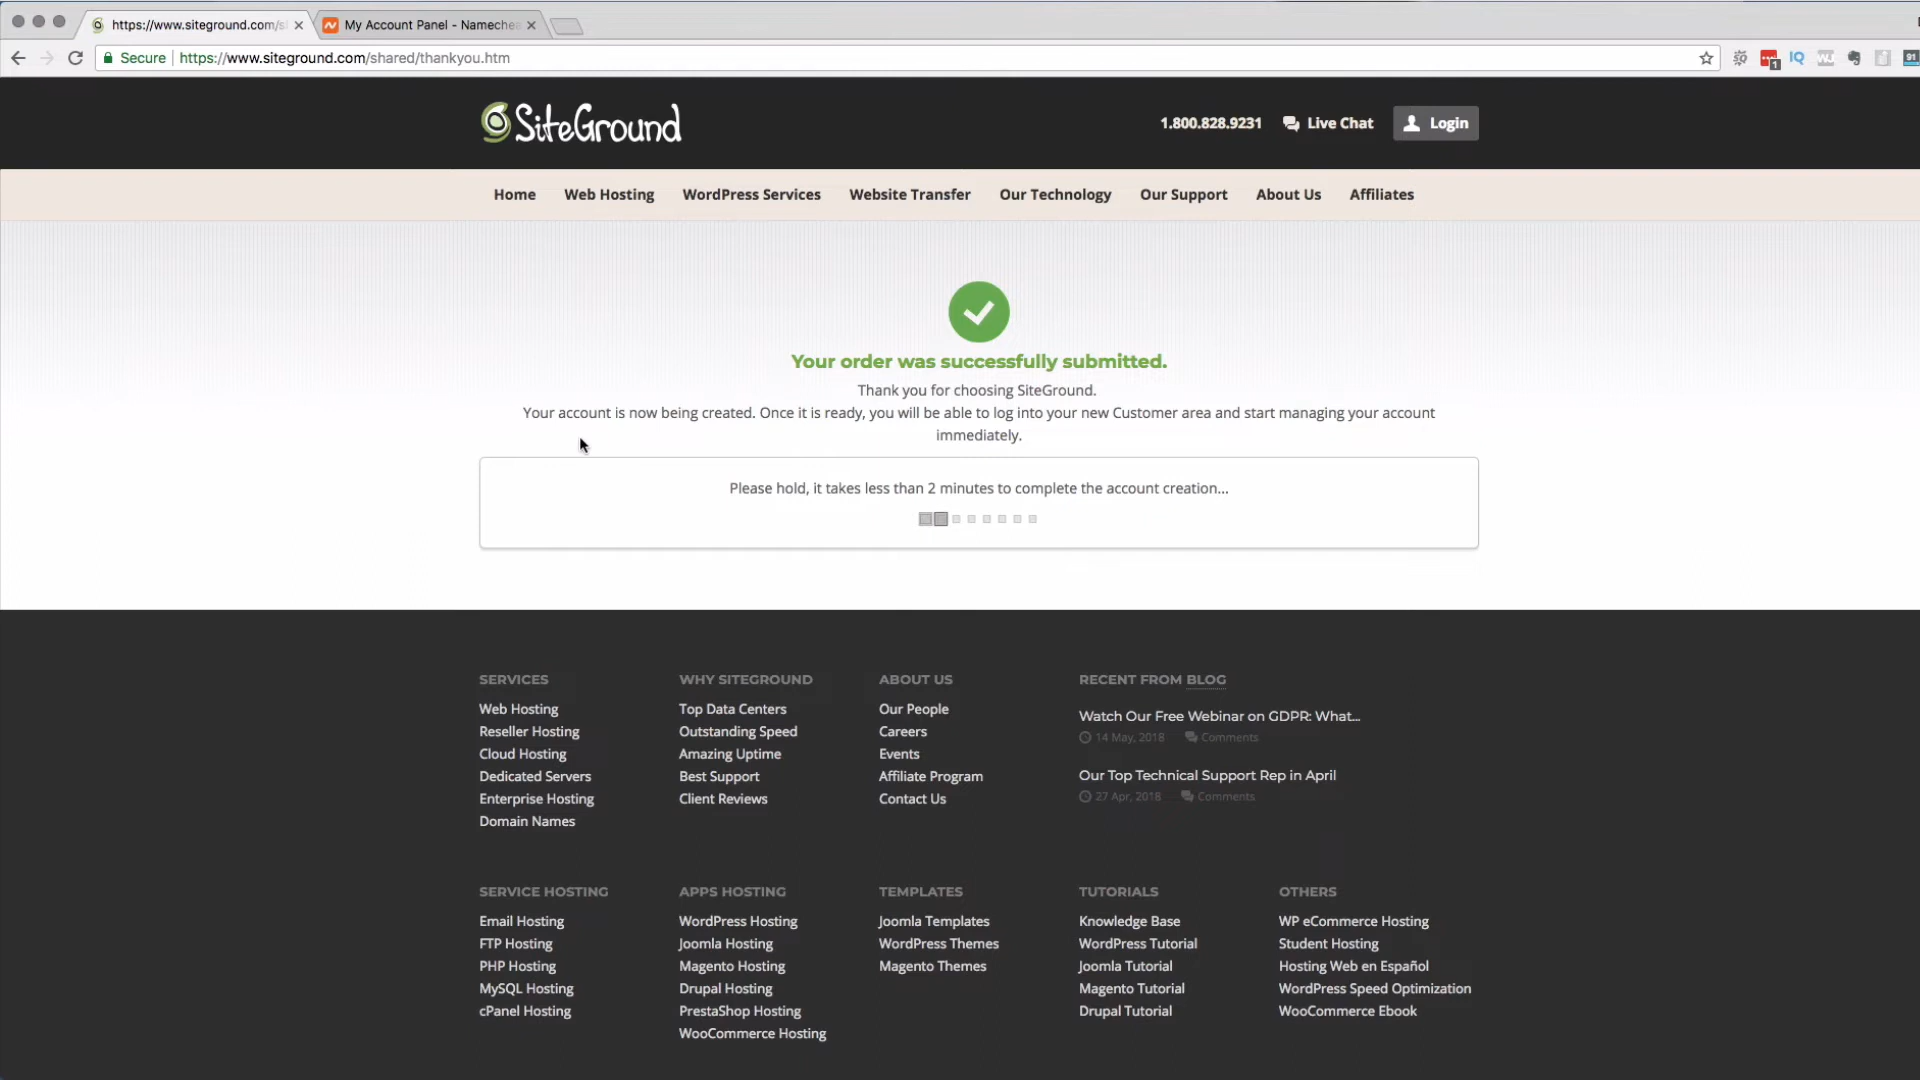 https://www.siteground.com/s
My Account Panel - Namechea
Secure
https://www.siteground.com/shared/thankyou.htm
1
IQ
91
SiteGround
1.800.828.9231
Live Chat
Login
Home
Web Hosting
WordPress Services
Website Transfer
Our Technology
Our Support
About Us
Affiliates
Your order was successfully submitted.
Thank you for choosing SiteGround.
Your account is now being created. Once it is ready, you will be able to log into your new Customer area and start managing your account
immediately.
Please hold, it takes less than 2 minutes to complete the account creation...
SERVICES
Web Hosting
Reseller Hosting
Cloud Hosting
Dedicated Servers
Enterprise Hosting
Domain Names
WHY SITEGROUND
Top Data Centers
Outstanding Speed
Amazing Uptime
Best Support
Client Reviews
ABOUT US
Our People
Careers
Events
Affiliate Program
Contact Us
RECENT FROM BLOG
Watch Our Free Webinar on GDPR: What...
14 May, 2018 Comments
Our Top Technical Support Rep in April
27 Apr, 2018 Comments
SERVICE HOSTING
Email Hosting
FTP Hosting
PHP Hosting
MySQL Hosting
cPanel Hosting
APPS HOSTING
WordPress Hosting
Joomla Hosting
Magento Hosting
Drupal Hosting
PrestaShop Hosting
WooCommerce Hosting
TEMPLATES
Joomla Templates
WordPress Themes
Magento Themes
TUTORIALS
Knowledge Base
WordPress Tutorial
Joomla Tutorial
Magento Tutorial
Drupal Tutorial
OTHERS
WP eCommerce Hosting
Student Hosting
Hosting Web en Español
WordPress Speed Optimization
WooCommerce Ebook